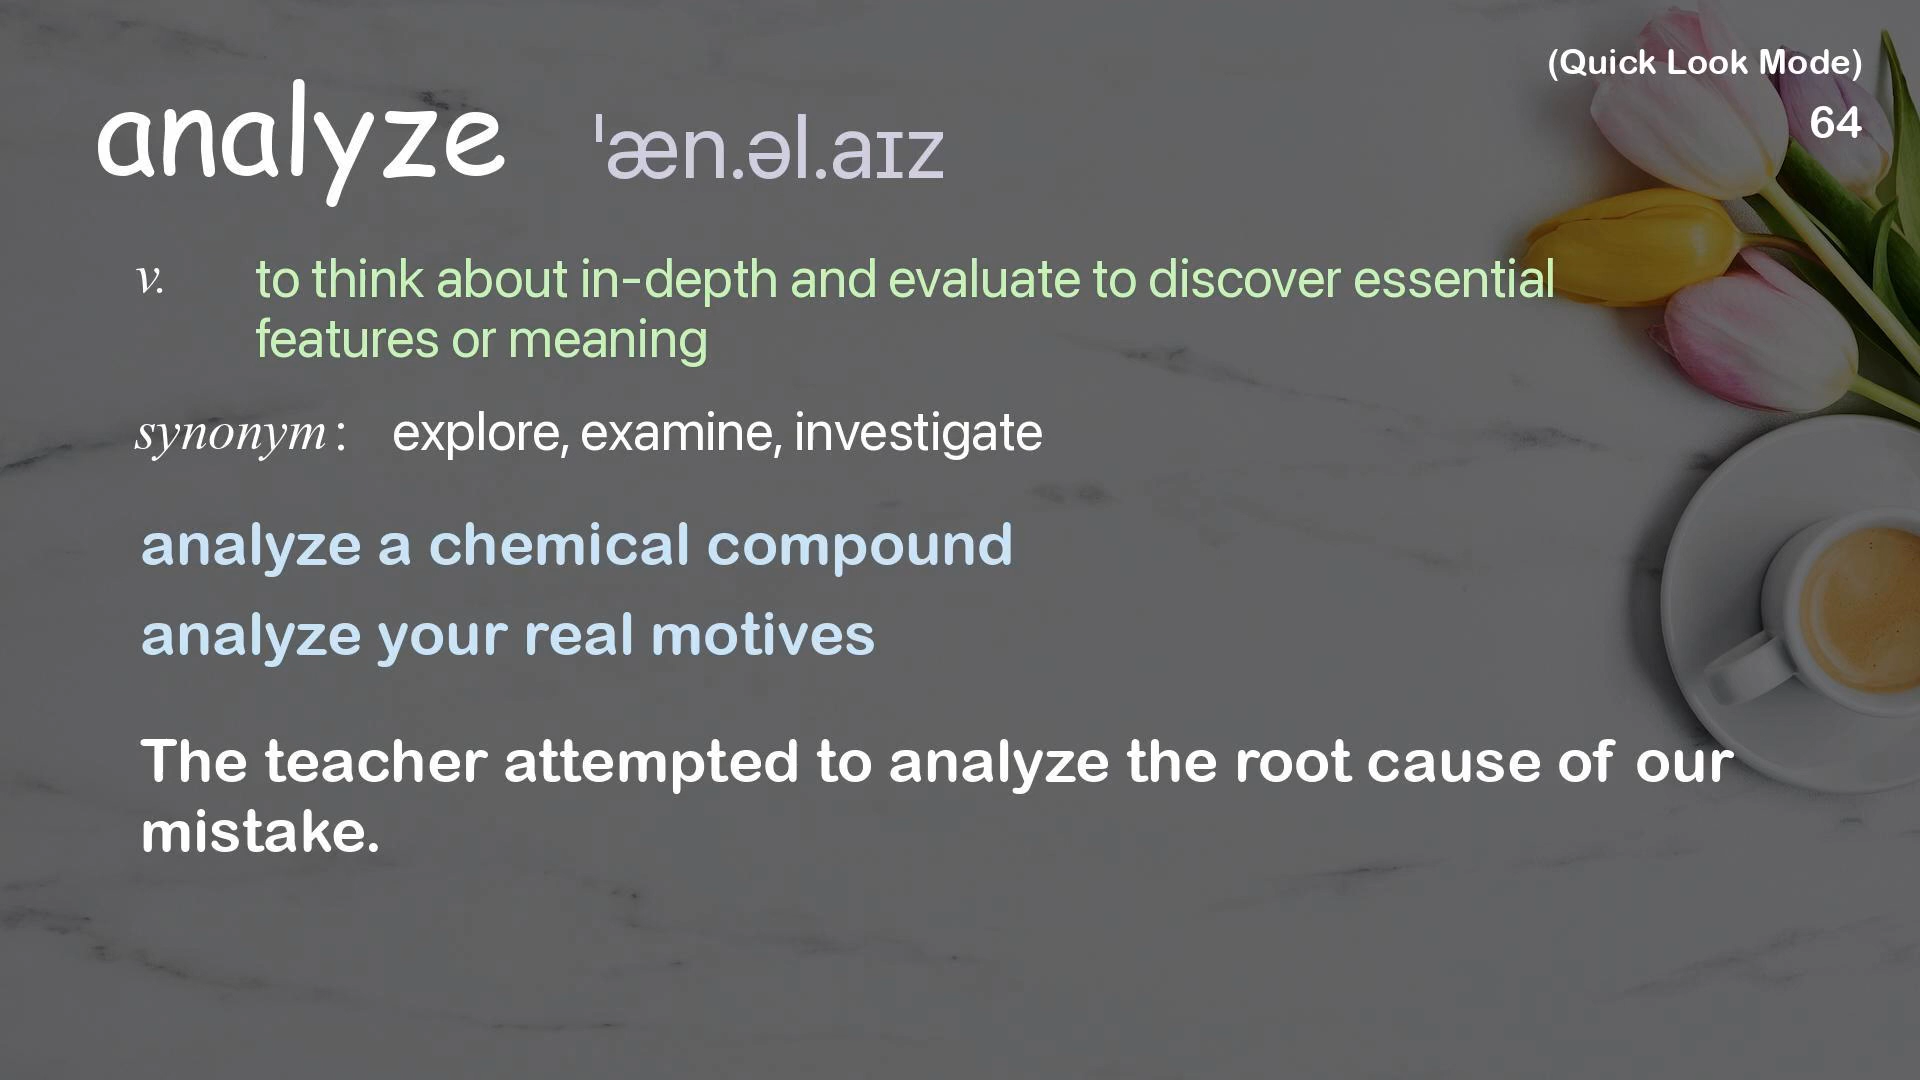 (Quick Look Mode)
64
analyze ˈæn.əl.aɪz
v. to think about in-depth and evaluate to discover essential
features or meaning
synonym: explore, examine, investigate
analyze a chemical compound
analyze your real motives
The teacher attempted to analyze the root cause of our
mistake.